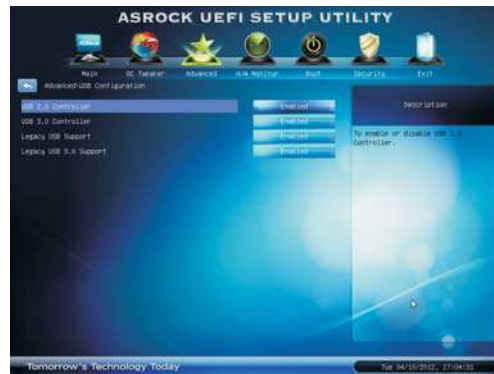 ASROCK UEFI SETUP UTILITY
Main OC Tweaker Advanced H/W Monitor Boot Security Exit
Advanced\USB Configuration
USB 2.0 Controller Enabled
USB 3.0 Controller Enabled
Legacy USB Support Enabled
Legacy USB 3.0 Support Enabled
Description
To enable or disable USB 2.0
Controller.
Tomorrow's Technology Today
Tue 04/10/2012, 17:04:31